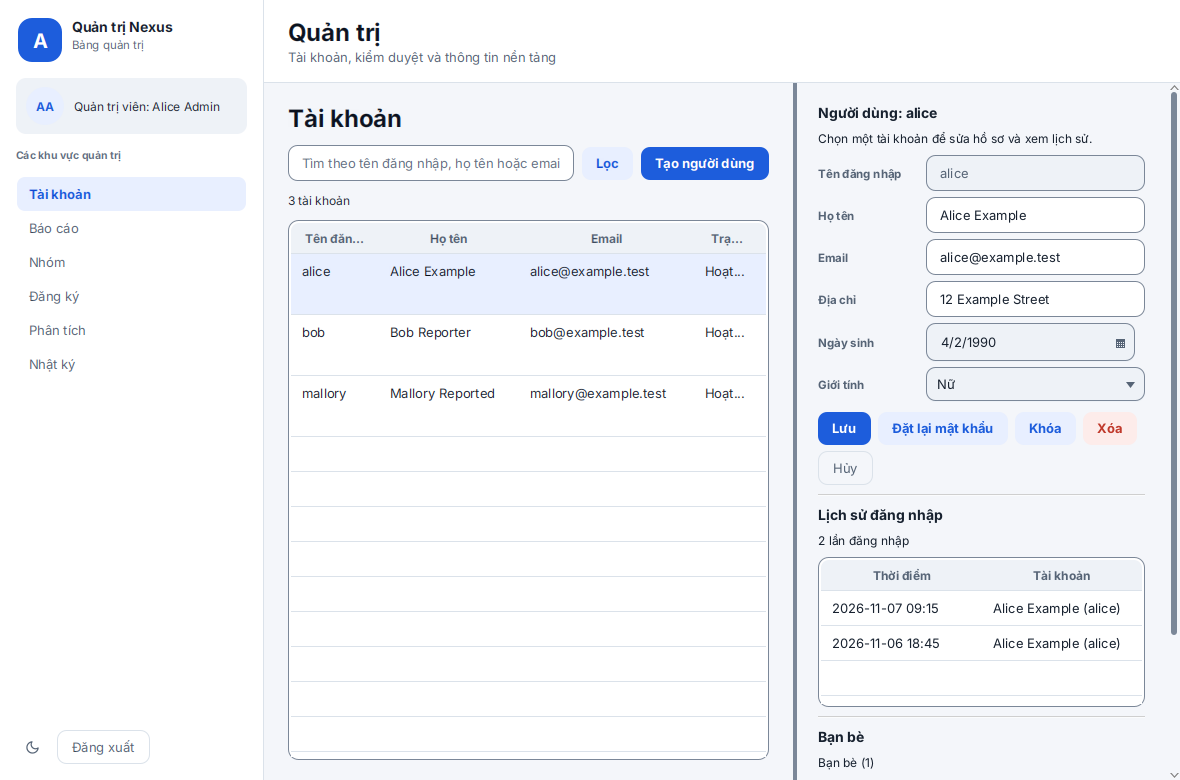 A
Quản trị Nexus
Bảng quản trị
AA
Quản trị viên: Alice Admin
Các khu vực quản trị
Tài khoản
Báo cáo
Nhóm
Đăng ký
Phân tích
Nhật ký
Đăng xuất
Quản trị
Tài khoản, kiểm duyệt và thông tin nền tảng
Tài khoản
Tìm theo tên đăng nhập, họ tên hoặc emai
Lọc
Tạo người dùng
3 tài khoản
Tên đăn... Họ tên Email Trạ...
alice Alice Example alice@example.test Hoạt...
bob Bob Reporter bob@example.test Hoạt...
mallory Mallory Reported mallory@example.test Hoạt...
Người dùng: alice
Chọn một tài khoản để sửa hồ sơ và xem lịch sử.
Tên đăng nhập alice
Họ tên Alice Example
Email alice@example.test
Địa chỉ 12 Example Street
Ngày sinh 4/2/1990
Giới tính Nữ
Lưu Đặt lại mật khẩu Khóa Xóa
Hủy
Lịch sử đăng nhập
2 lần đăng nhập
Thời điểm Tài khoản
2026-11-07 09:15 Alice Example (alice)
2026-11-06 18:45 Alice Example (alice)
Bạn bè
Bạn bè (1)